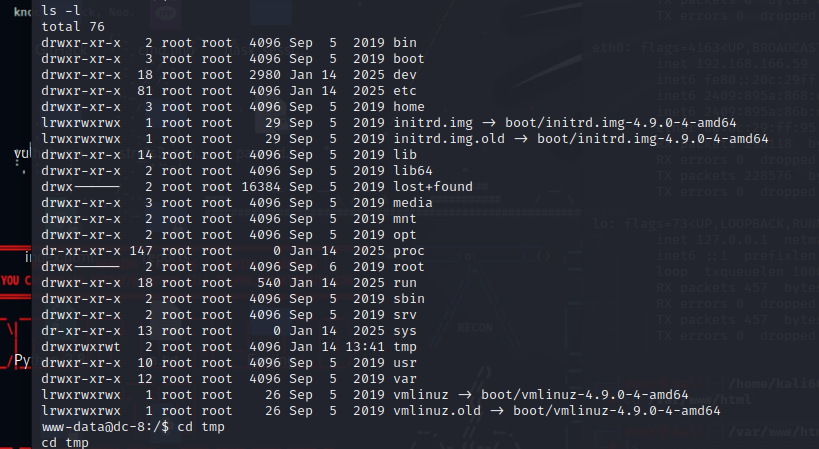 ls -l
total 76
drwxr-xr-x   2 root root  4096 Sep  5  2019 bin
drwxr-xr-x   3 root root  4096 Sep  5  2019 boot
drwxr-xr-x  18 root root  2980 Jan 14  2025 dev
drwxr-xr-x  81 root root  4096 Jan 14  2025 etc
drwxr-xr-x   3 root root  4096 Sep  5  2019 home
lrwxrwxrwx   1 root root    29 Sep  5  2019 initrd.img -> boot/initrd.img-4.9.0-4-amd64
lrwxrwxrwx   1 root root    29 Sep  5  2019 initrd.img.old -> boot/initrd.img-4.9.0-4-amd64
drwxr-xr-x  14 root root  4096 Sep  5  2019 lib
drwxr-xr-x   2 root root  4096 Sep  5  2019 lib64
drwx------   2 root root 16384 Sep  5  2019 lost+found
drwxr-xr-x   3 root root  4096 Sep  5  2019 media
drwxr-xr-x   2 root root  4096 Sep  5  2019 mnt
drwxr-xr-x   2 root root  4096 Sep  5  2019 opt
dr-xr-xr-x 147 root root     0 Jan 14  2025 proc
drwx------   2 root root  4096 Sep  6  2019 root
drwxr-xr-x  18 root root   540 Jan 14  2025 run
drwxr-xr-x   2 root root  4096 Sep  5  2019 sbin
drwxr-xr-x   2 root root  4096 Sep  5  2019 srv
dr-xr-xr-x  13 root root     0 Jan 14  2025 sys
drwxrwxrwt   2 root root  4096 Jan 14 13:41 tmp
drwxr-xr-x  10 root root  4096 Sep  5  2019 usr
drwxr-xr-x  12 root root  4096 Sep  5  2019 var
lrwxrwxrwx   1 root root    26 Sep  5  2019 vmlinuz -> boot/vmlinuz-4.9.0-4-amd64
lrwxrwxrwx   1 root root    26 Sep  5  2019 vmlinuz.old -> boot/vmlinuz-4.9.0-4-amd64
www-data@dc-8:/$ cd tmp
cd tmp